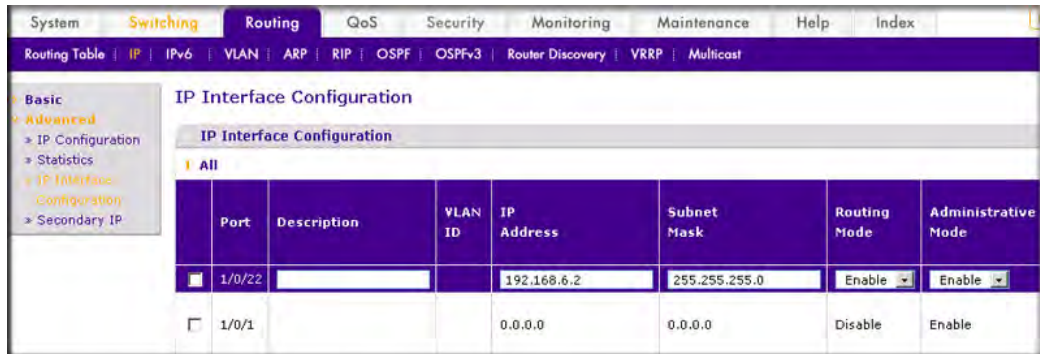 System Switching Routing QoS Security Monitoring Maintenance Help Index
Routing Table IP IPv6 VLAN ARP RIP OSPF OSPFv3 Router Discovery VRRP Multicast
Basic
Advanced
» IP Configuration
» Statistics
» IP Interface
Configuration
» Secondary IP
IP Interface Configuration
IP Interface Configuration
All
Port Description VLAN ID IP Address Subnet Mask Routing Mode Administrative Mode
1/0/22 192.168.6.2 255.255.255.0 Enable Enable
1/0/1 0.0.0.0 0.0.0.0 Disable Enable